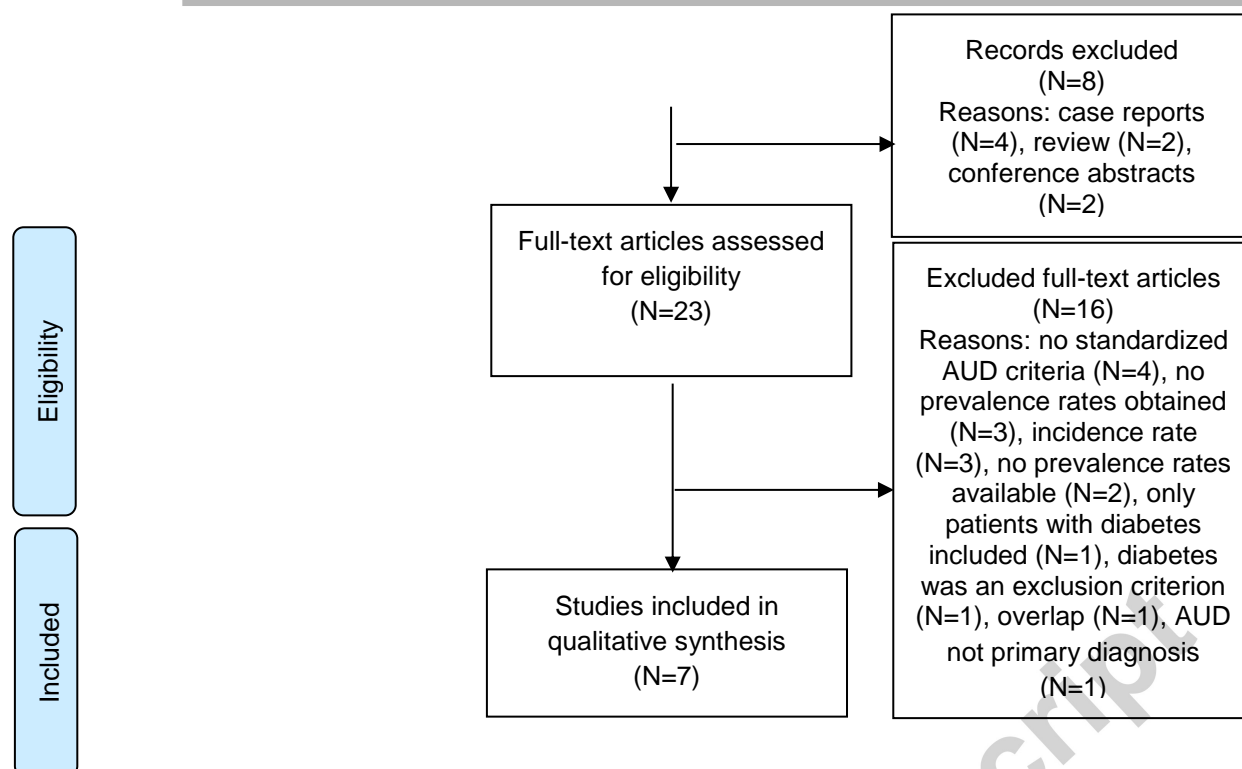 Records excluded
(N=8)
Reasons: case reports
(N=4), review (N=2),
conference abstracts
(N=2)
Full-text articles assessed
for eligibility
(N=23)
Excluded full-text articles
(N=16)
Reasons: no standardized
AUD criteria (N=4), no
prevalence rates obtained
(N=3), incidence rate
(N=3), no prevalence rates
available (N=2), only
patients with diabetes
included (N=1), diabetes
was an exclusion criterion
(N=1), overlap (N=1), AUD
not primary diagnosis
(N=1)
Eligibility
Studies included in
qualitative synthesis
(N=7)
Included
cript